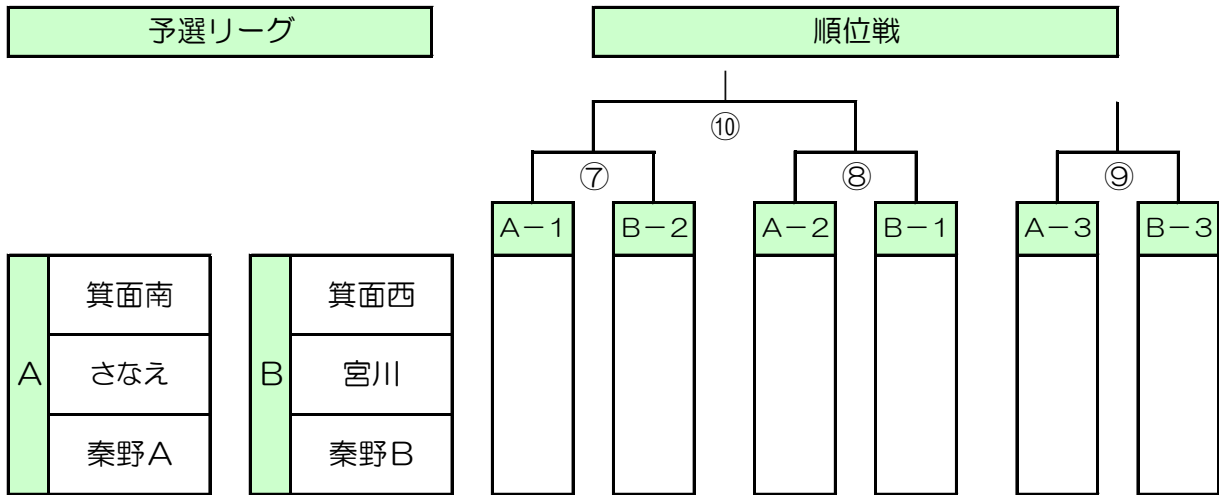 予選リーグ
順位戦
⑩
⑦
⑧
⑨
A－1
B－2
A－2
B－1
A－3
B－3
A
箕面南
さなえ
秦野A
B
箕面西
宮川
秦野B